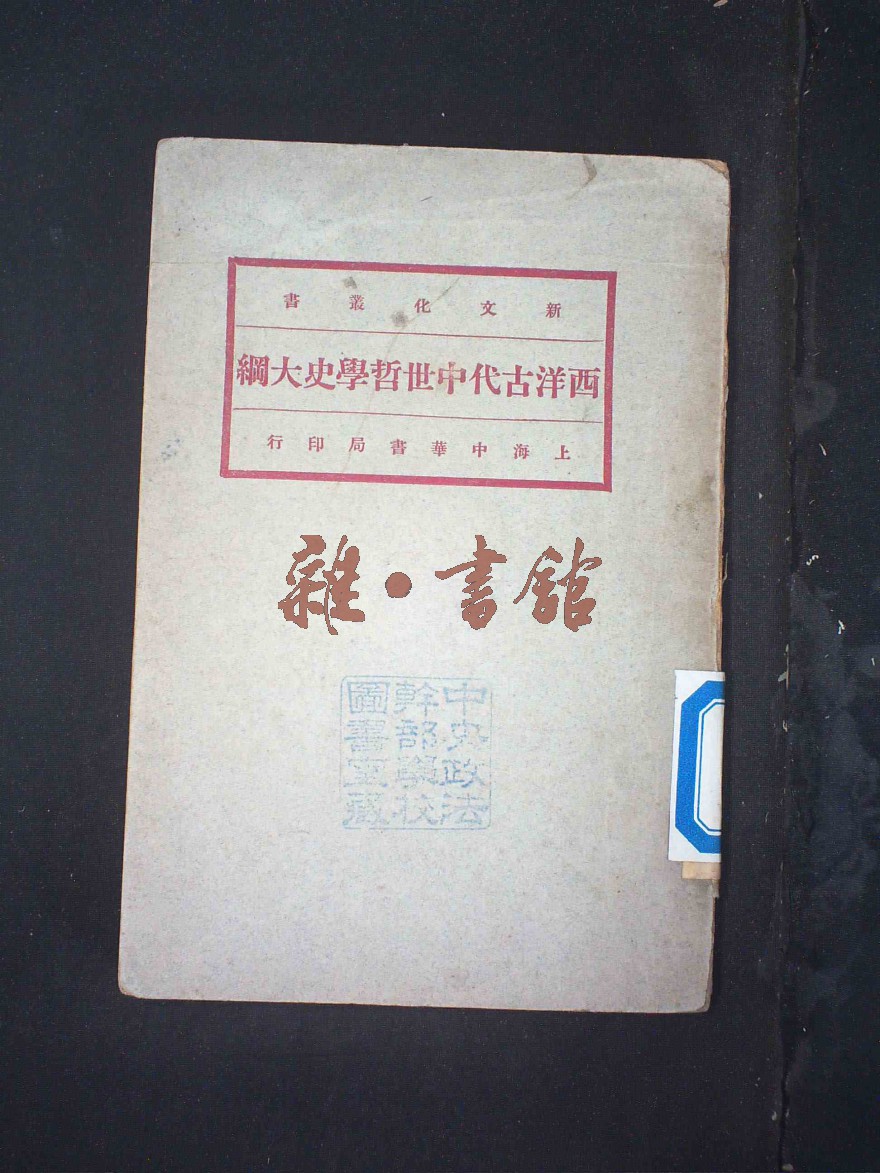 新文化叢書
西洋古代中世哲學史大綱
上海中華書局印行
雜·書館
中央政法
幹部學校
圖書室藏